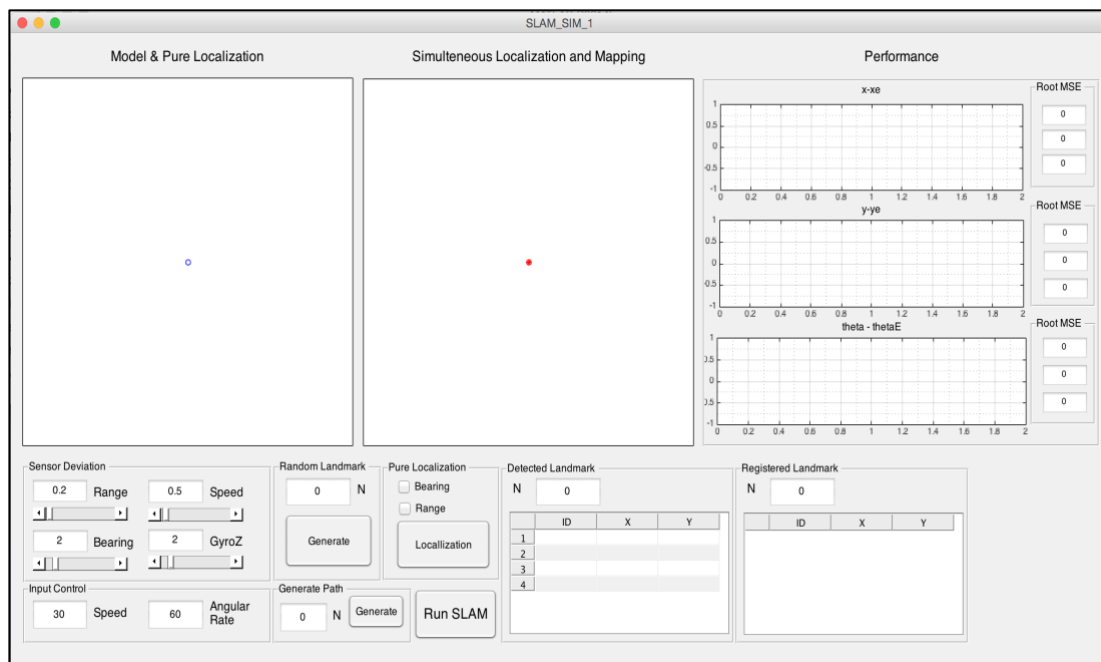 SLAM_SIM_1
Model & Pure Localization
Simulteneous Localization and Mapping
Performance
x-xe
1
0.5
0
-0.5
-1
0 0.2 0.4 0.6 0.8 1 1.2 1.4 1.6 1.8 2
Root MSE
0
0
0
y-ye
1
0.5
0
-0.5
-1
0 0.2 0.4 0.6 0.8 1 1.2 1.4 1.6 1.8 2
Root MSE
0
0
0
theta - thetaE
1
0.5
0
-0.5
-1
0 0.2 0.4 0.6 0.8 1 1.2 1.4 1.6 1.8 2
Root MSE
0
0
0
Sensor Deviation
0.2 Range 0.5 Speed
2 Bearing 2 GyroZ
Input Control
30 Speed 60 Angular
Rate
Random Landmark
0 N
Generate
Generate Path
0 N Generate
Pure Localization
Bearing
Range
Locallization
Run SLAM
Detected Landmark
N 0
ID X Y
1
2
3
4
Registered Landmark
N 0
ID X Y